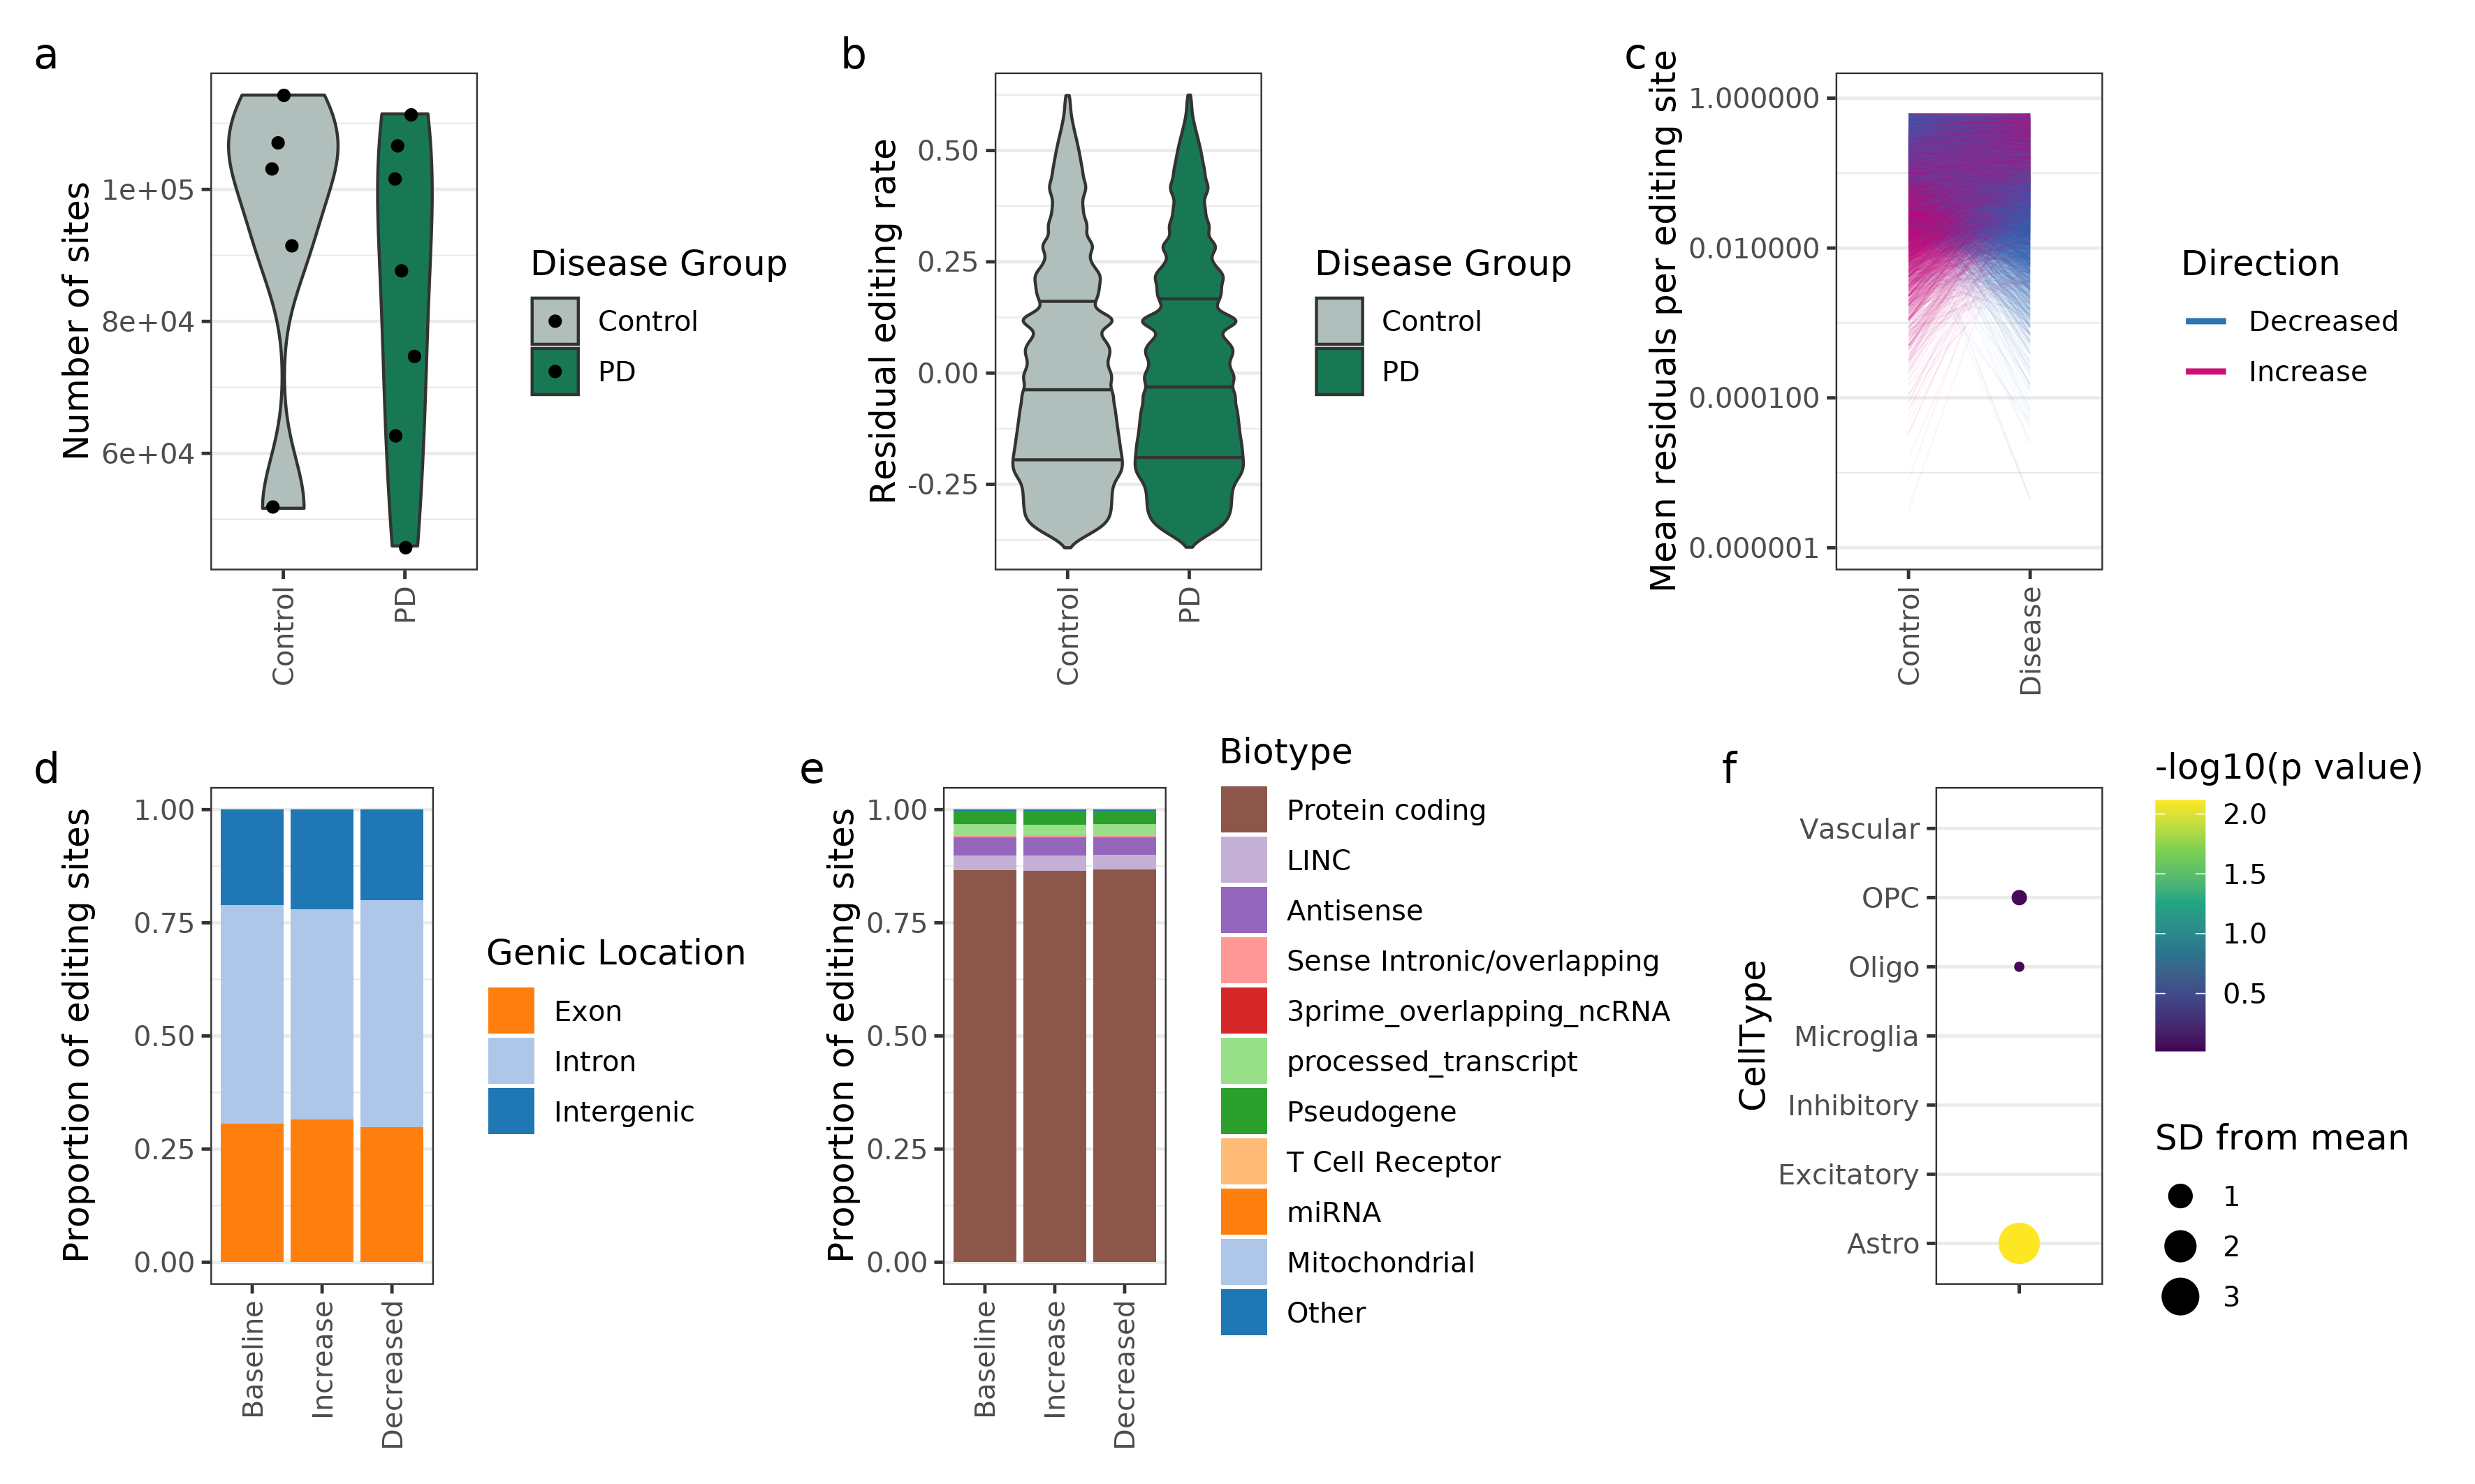 a
Number of sites
1e+05
8e+04
6e+04
Control
PD
Disease Group
Control
PD
b
Residual editing rate
0.50
0.25
0.00
-0.25
Control
PD
Disease Group
Control
PD
c
Mean residuals per editing site
1.000000
0.010000
0.000100
0.000001
Control
Disease
Direction
Decreased
Increase
d
Proportion of editing sites
1.00
0.75
0.50
0.25
0.00
Baseline
Increase
Decreased
Genic Location
Exon
Intron
Intergenic
e
Proportion of editing sites
1.00
0.75
0.50
0.25
0.00
Baseline
Increase
Decreased
Biotype
Protein coding
LINC
Antisense
Sense Intronic/overlapping
3prime_overlapping_ncRNA
processed_transcript
Pseudogene
T Cell Receptor
miRNA
Mitochondrial
Other
f
CellType
Vascular
OPC
Oligo
Microglia
Inhibitory
Excitatory
Astro
-log10(p value)
2.0
1.5
1.0
0.5
SD from mean
1
2
3